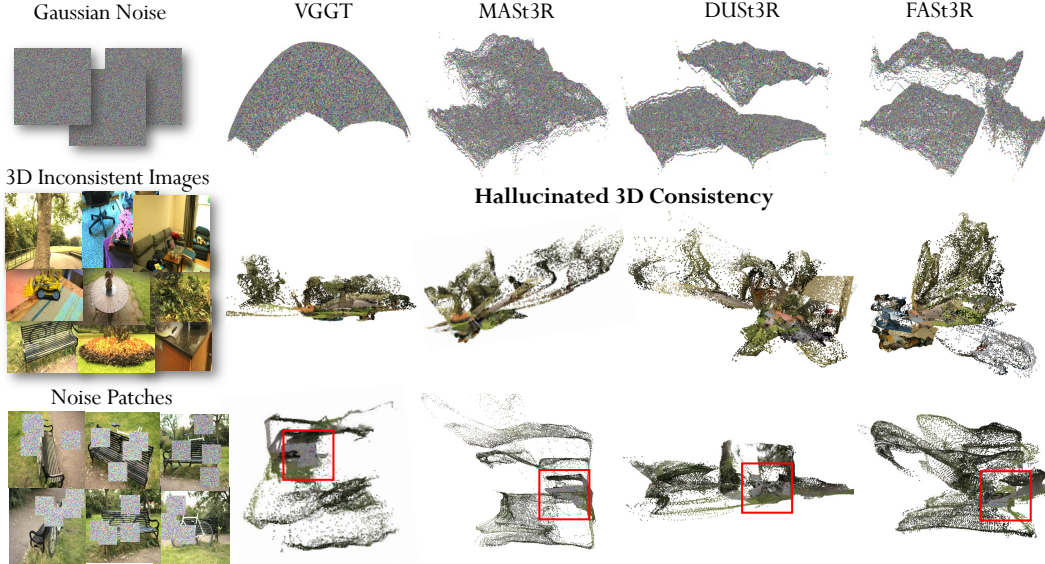 Gaussian Noise
VGGT
MASt3R
DUSt3R
FASt3R
3D Inconsistent Images
Hallucinated 3D Consistency
Noise Patches